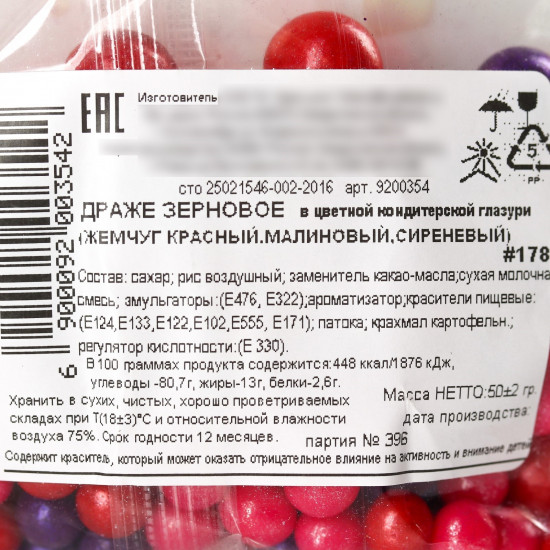 EAC Изготовитель
сто 25021546-002-2016 арт. 9200354
ДРАЖЕ ЗЕРНОВОЕ в цветной кондитерской глазури
(ЖЕМЧУГ КРАСНЫЙ.МАЛИНОВЫЙ,СИРЕНЕВЫЙ)
#178
Состав: сахар; рис воздушный; заменитель какао-масла;сухая молочна
смесь; эмульгаторы:(Е476, Е322);ароматизатор;красители пищевые:
(Е124,Е133,Е122,Е102,Е555, Е171); патока; крахмал картофельн.;
регулятор кислотности:(Е 330).
В 100 граммах продукта содержится:448 ккал/1876 кДж,
углеводы -80,7г, жиры-13г, белки-2,6г.
Масса НЕТТО:50±2 гр.
Хранить в сухих, чистых, хорошо проветриваемых
складах при Т(18±3)°С и относительной влажности
воздуха 75%. Срок годности 12 месяцев.
дата производства:
партия № 396
Содержит краситель, который может оказать отрицательное влияние на активность и внимание детей
6 900092 003542
5
PP